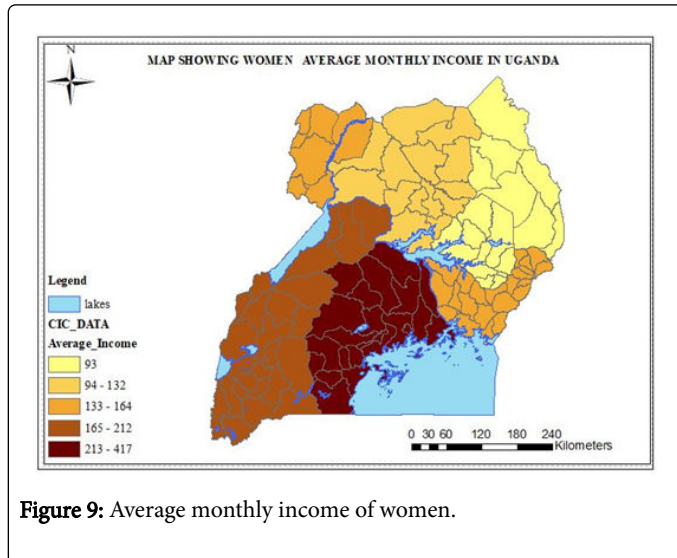 N
MAP SHOWING WOMEN AVERAGE MONTHLY INCOME IN UGANDA
Legend
lakes
CIC_DATA
Average_Income
93
94 - 132
133 - 164
165 - 212
213 - 417
0 30 60 120 180 240
Kilometers
Figure 9: Average monthly income of women.